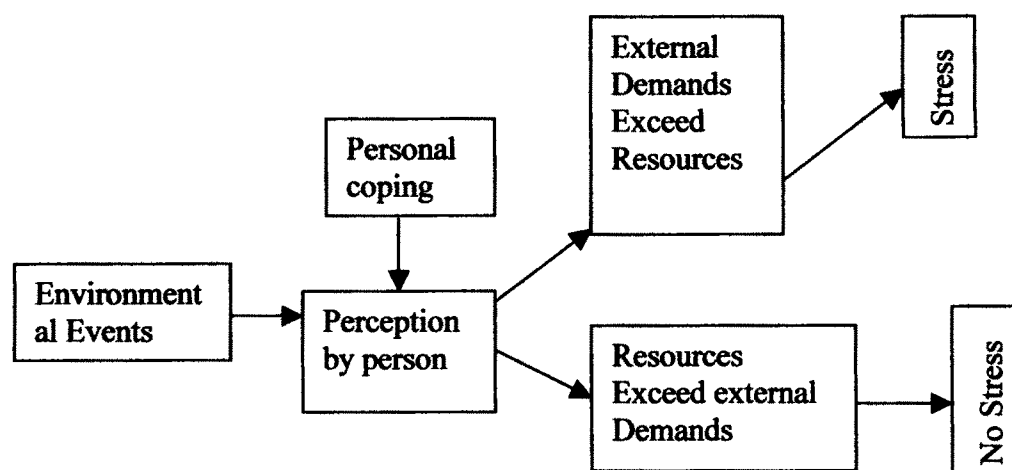 Environment
al Events
Personal
coping
Perception
by person
External
Demands
Exceed
Resources
Stress
Resources
Exceed external
Demands
No Stress